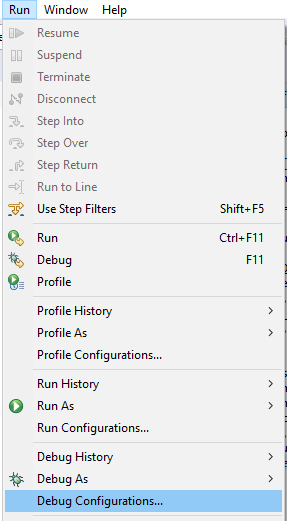 Run Window Help
Resume
Suspend
Terminate
Disconnect
Step Into
Step Over
Step Return
Run to Line
Use Step Filters Shift+F5
Run Ctrl+F11
Debug F11
Profile
Profile History
Profile As
Profile Configurations...
Run History
Run As
Run Configurations...
Debug History
Debug As
Debug Configurations...